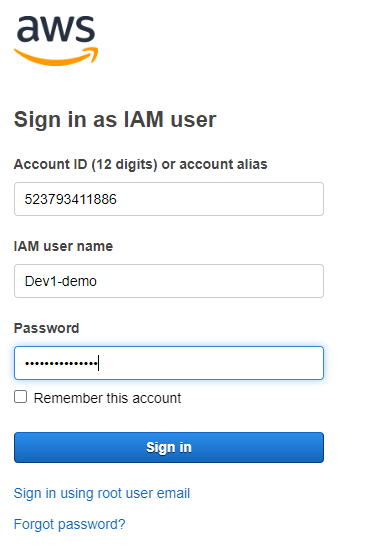 aws
Sign in as IAM user
Account ID (12 digits) or account alias
523793411886
IAM user name
Dev1-demo
Password
•••••••••••••••
Remember this account
Sign in
Sign in using root user email
Forgot password?